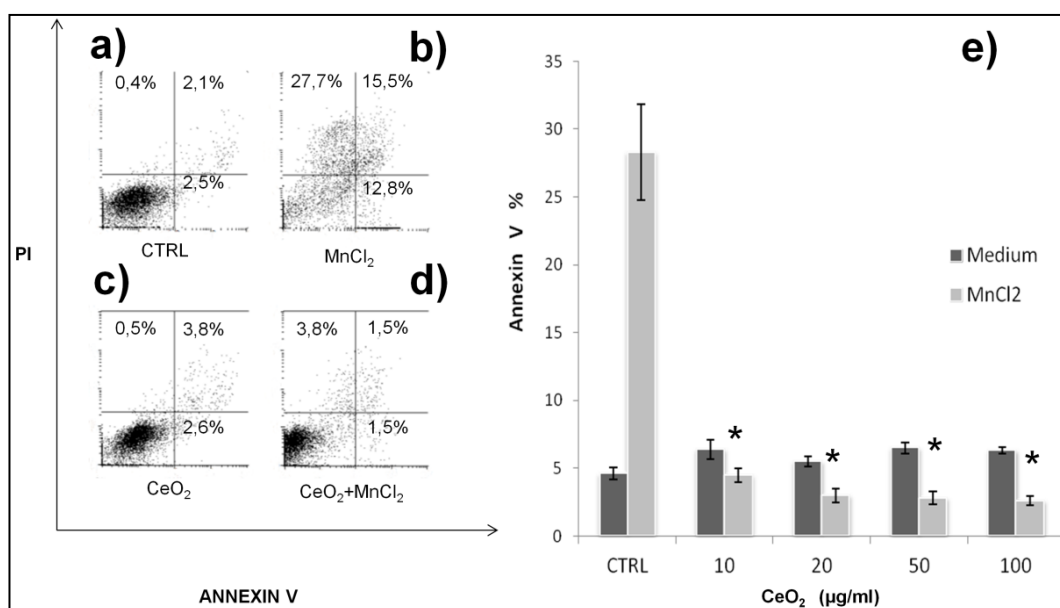 a)
0,4% 2,1%
2,5%
CTRL
b)
27,7% 15,5%
12,8%
MnCl₂
c)
0,5% 3,8%
2,6%
CeO₂
d)
3,8% 1,5%
1,5%
CeO₂+MnCl₂
PI
ANNEXIN V
e)
35
30
25
20
15
10
5
0
Annexin V %
Medium
MnCl2
* * * *
CTRL 10 20 50 100
CeO₂ (µg/ml)